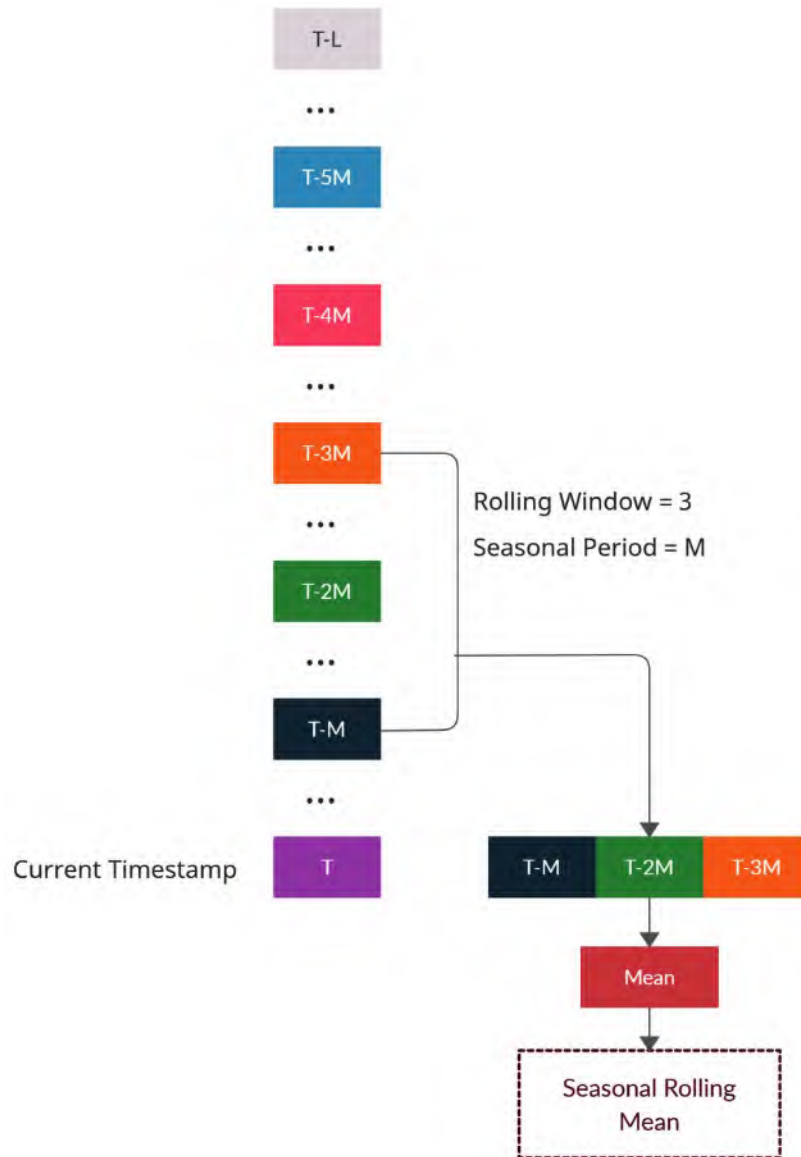 T-L
...
T-5M
...
T-4M
...
T-3M
Rolling Window = 3
...
Seasonal Period = M
T-2M
...
T-M
...
Current Timestamp
T
T-M
T-2M
T-3M
Mean
Seasonal Rolling
Mean